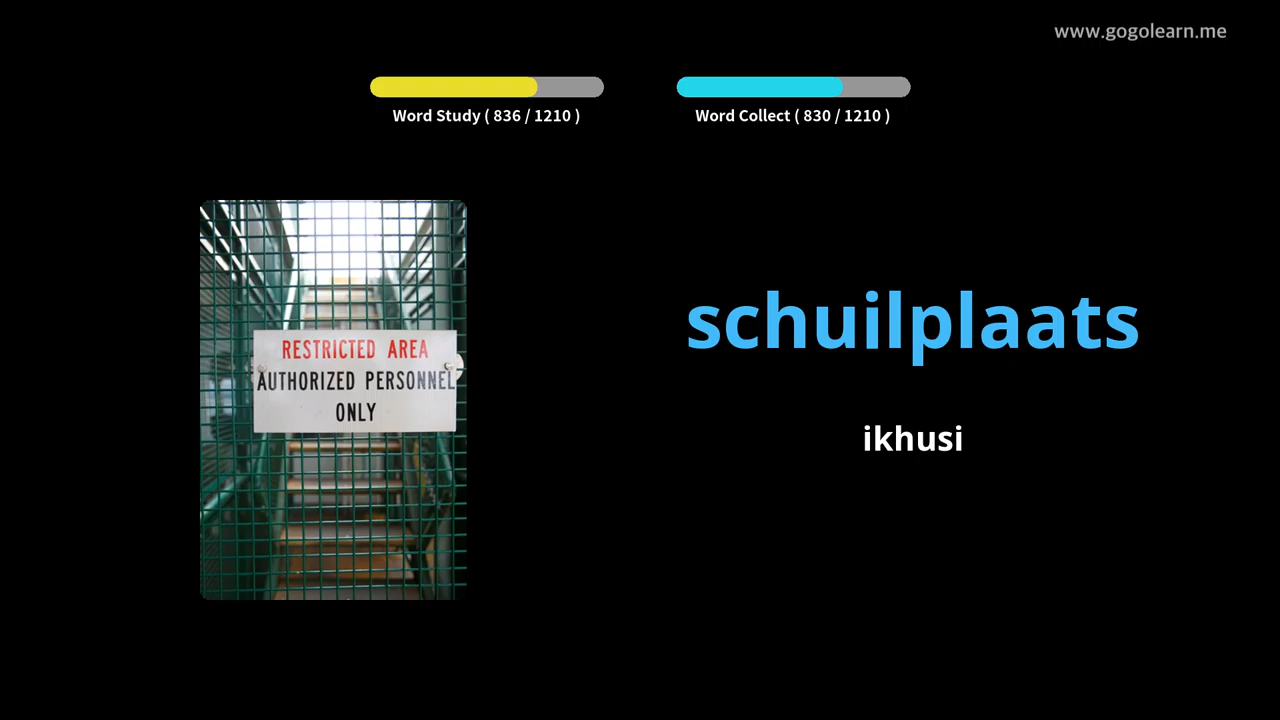 www.gogolearn.me
Word Study ( 836 / 1210 )
Word Collect ( 830 / 1210 )
RESTRICTED AREA
AUTHORIZED PERSONNEL
ONLY
schuilplaats
ikhusi